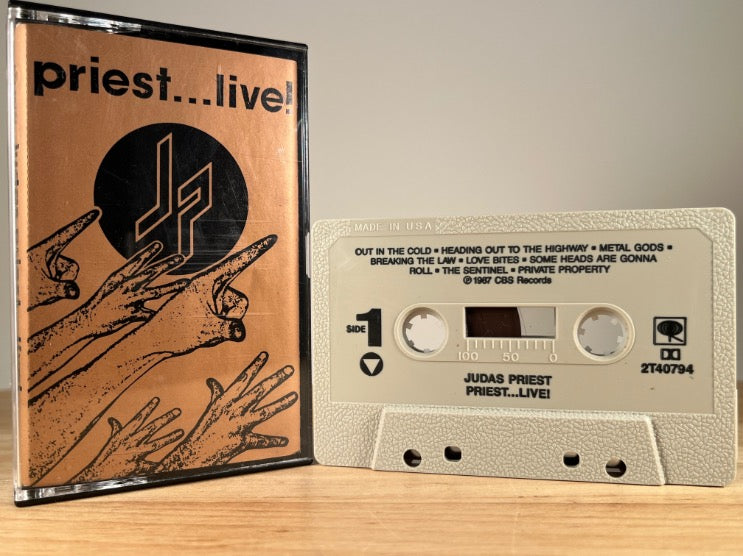 priest...live!
JP
MADE IN U S A
OUT IN THE COLD ▪ HEADING OUT TO THE HIGHWAY ▪ METAL GODS ▪
BREAKING THE LAW ▪ LOVE BITES ▪ SOME HEADS ARE GONNA
ROLL ▪ THE SENTINEL ▪ PRIVATE PROPERTY
℗ 1987 CBS Records
SIDE 1
100 50 0
2T40794
JUDAS PRIEST
PRIEST...LIVE!